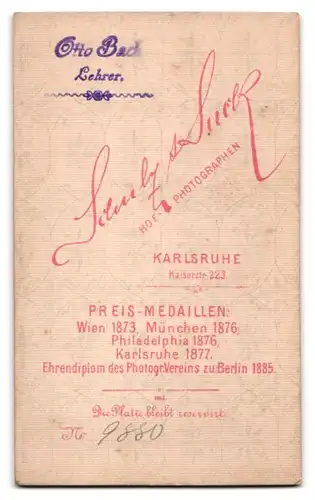 Otto Bach
Lehrer.
Schulz & Suck
HOF-PHOTOGRAPHEN
KARLSRUHE
Kaiserstr. 223.
PREIS-MEDAILLEN:
Wien 1873, München 1876,
Philadelphia 1876,
Karlsruhe 1877.
Ehrendiplom des Photogr. Vereins zu Berlin 1885.
Die Platte bleibt reservirt.
No 9880